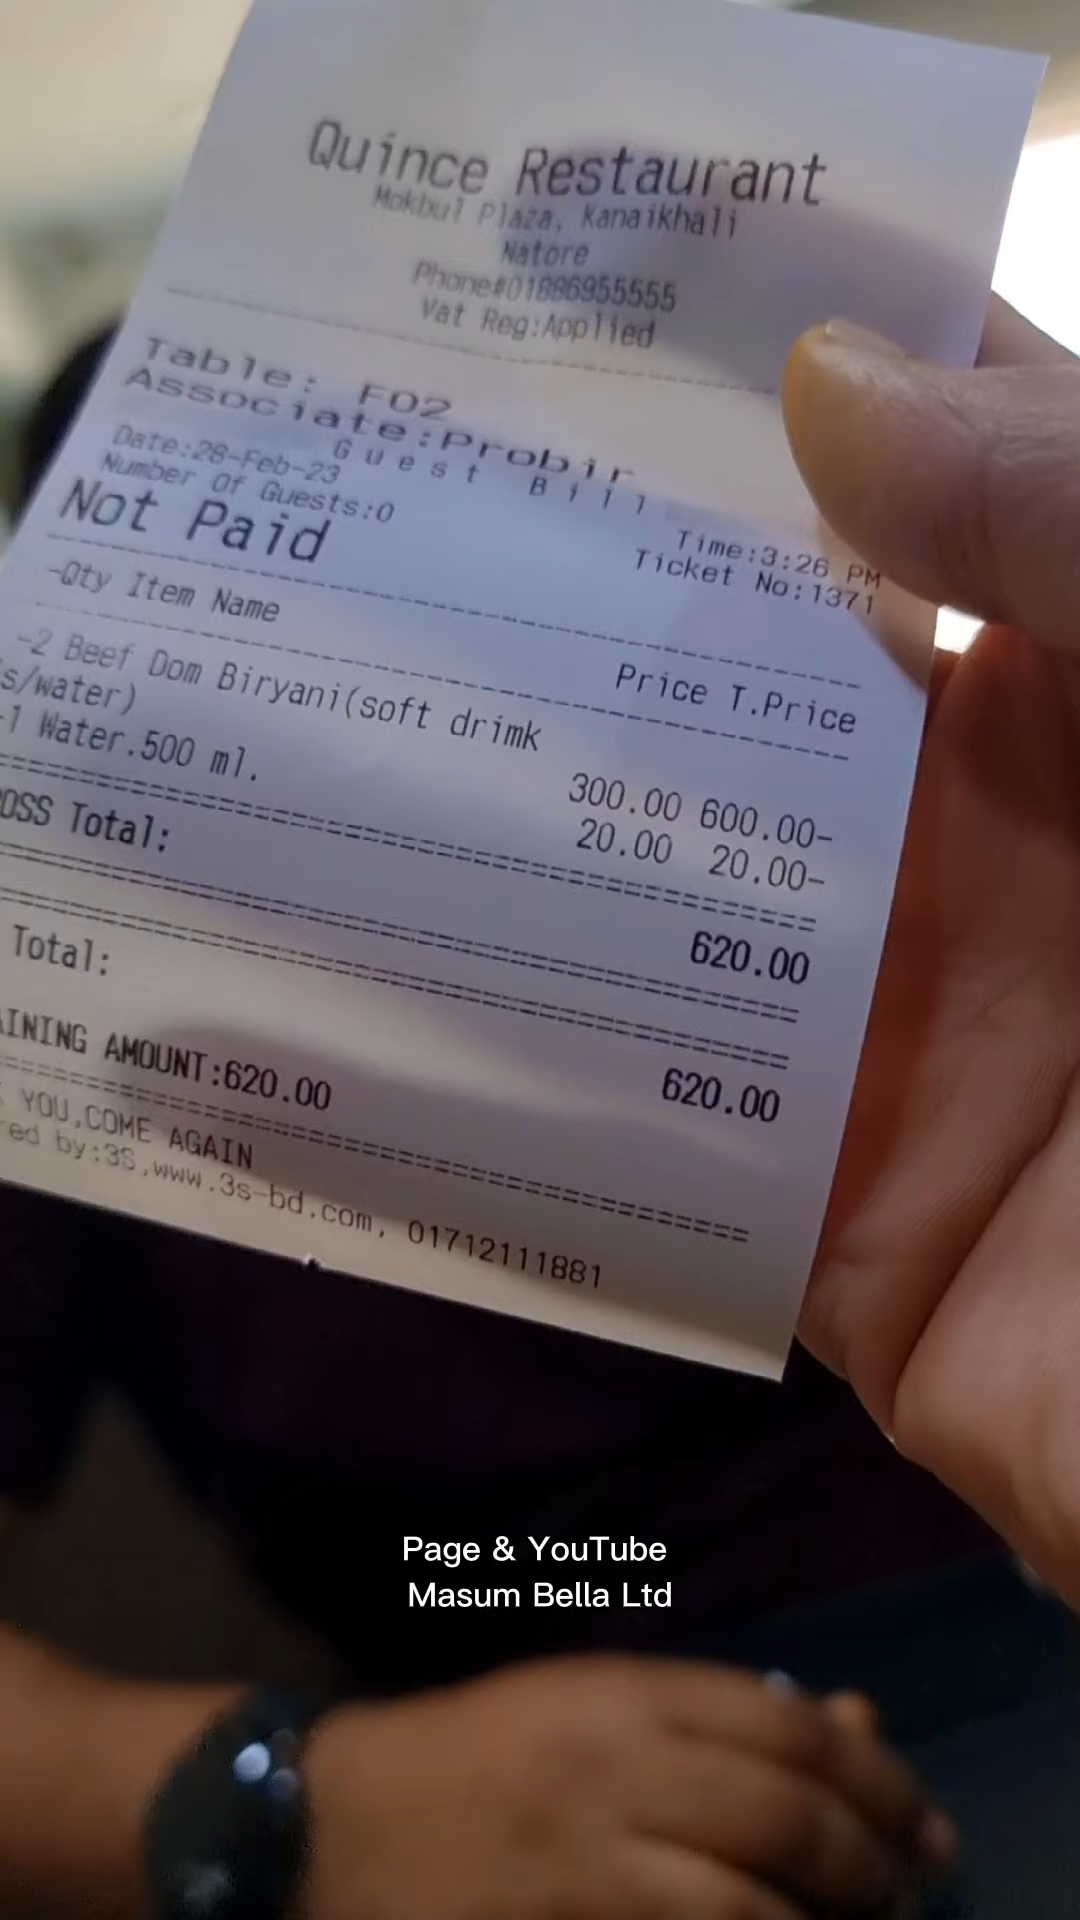 Quince Restaurant
Mokbul Plaza, Kanaikhali
Natore
Phone#01886955555
Vat Reg:Applied
Table: F02
Associate:Probir
Guest Bill
Date:28-Feb-23
Time:3:26 PM
Number Of Guests:0
Ticket No:1371
Not Paid
-Qty Item Name Price T.Price
-2 Beef Dom Biryani(soft drimk
s/water) 300.00 600.00-
-1 Water.500 ml. 20.00 20.00-
OSS Total: 620.00
Total: 620.00
AINING AMOUNT:620.00
YOU,COME AGAIN
red by:3S,www.3s-bd.com, 01712111881
Page & YouTube
Masum Bella Ltd